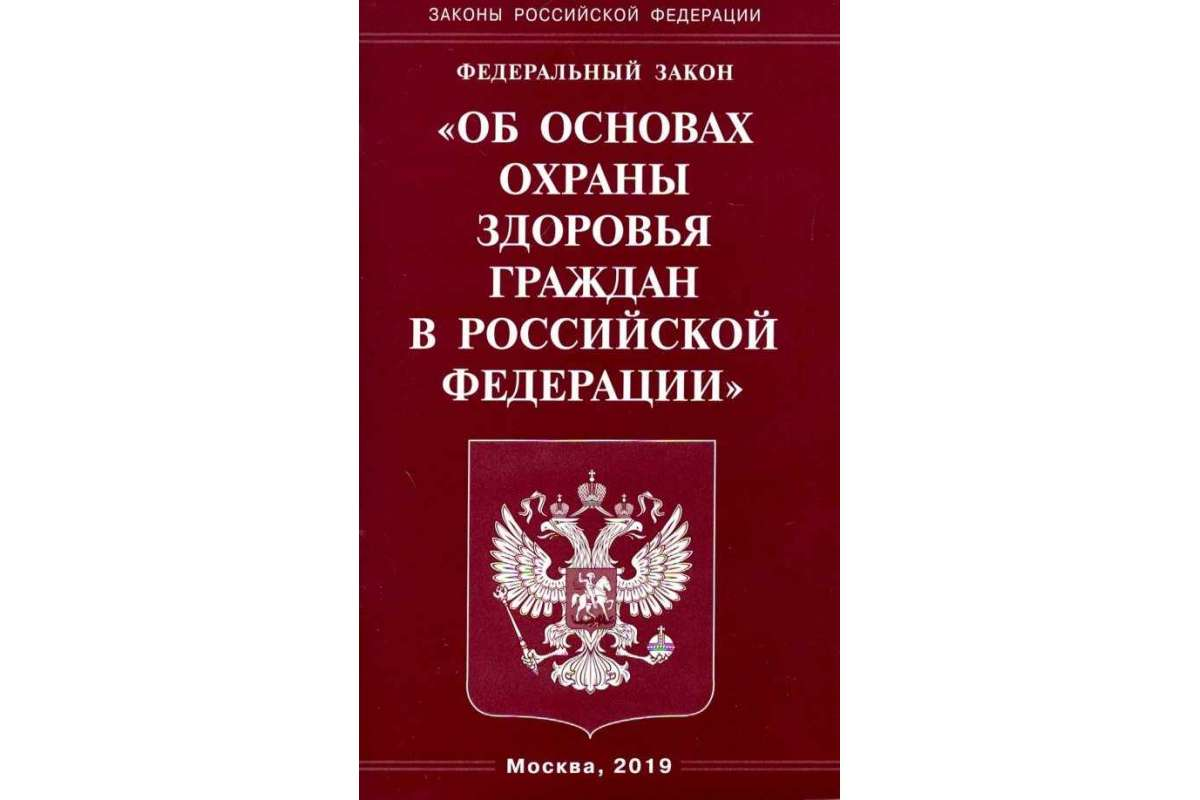 ЗАКОНЫ РОССИЙСКОЙ ФЕДЕРАЦИИ
ФЕДЕРАЛЬНЫЙ ЗАКОН
«ОБ ОСНОВАХ
ОХРАНЫ
ЗДОРОВЬЯ
ГРАЖДАН
В РОССИЙСКОЙ
ФЕДЕРАЦИИ»
Москва, 2019